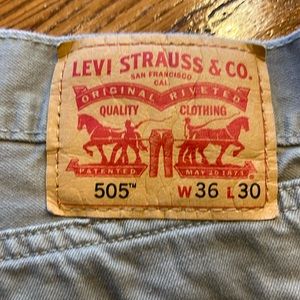 LEVI STRAUSS & CO.
SAN FRANCISCO
CAL
ORIGINAL RIVETED
QUALITY CLOTHING
PATENTED MAY 20 1873
505™ W 36 L 30